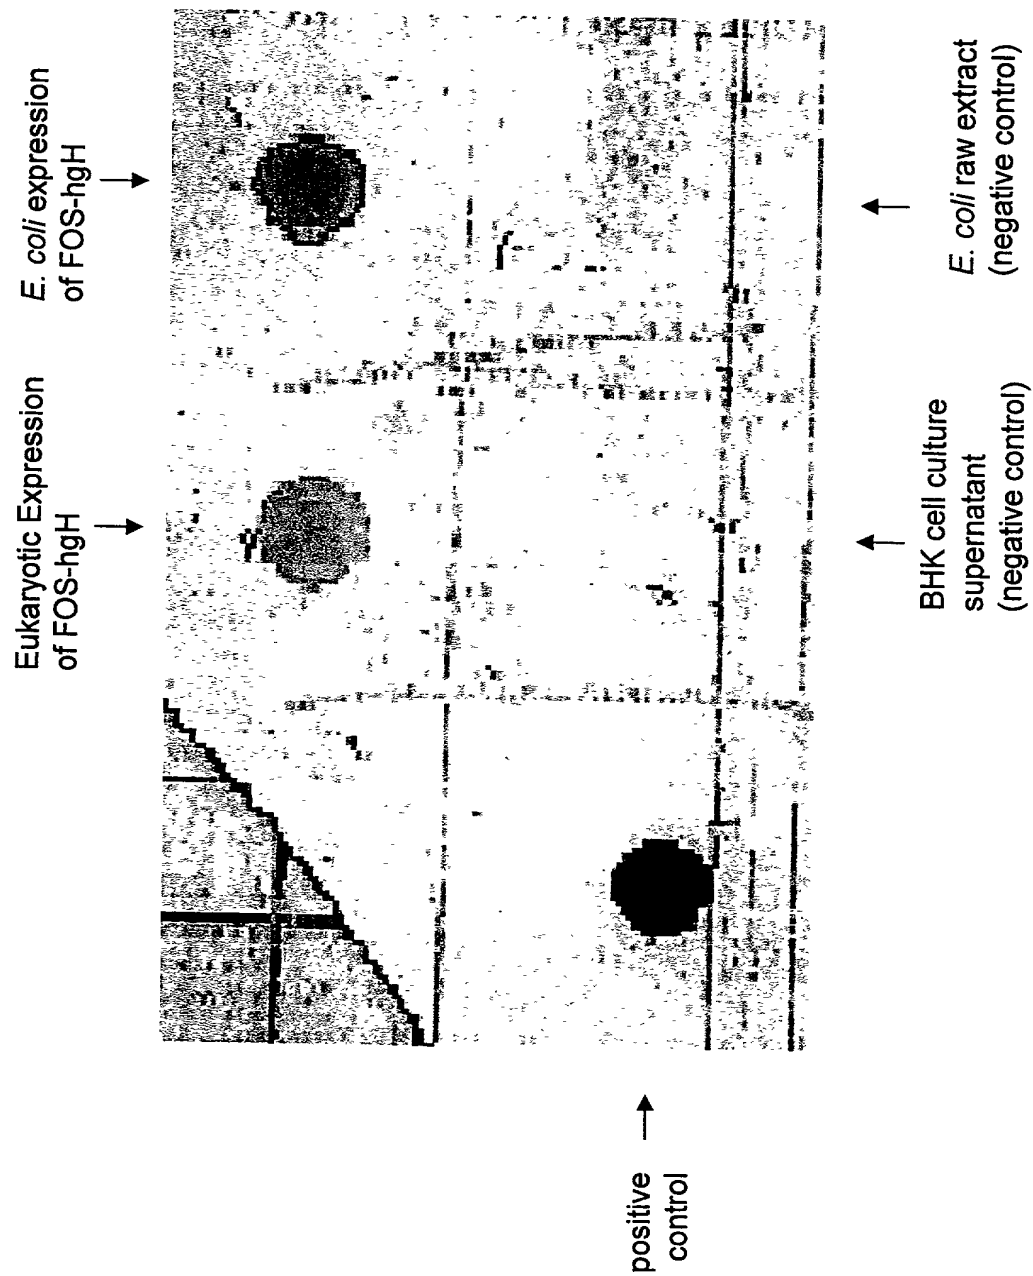 Eukaryotic Expression
of FOS-hgH
E. coli expression
of FOS-hgH
positive
control
BHK cell culture
supernatant
(negative control)
E. coli raw extract
(negative control)